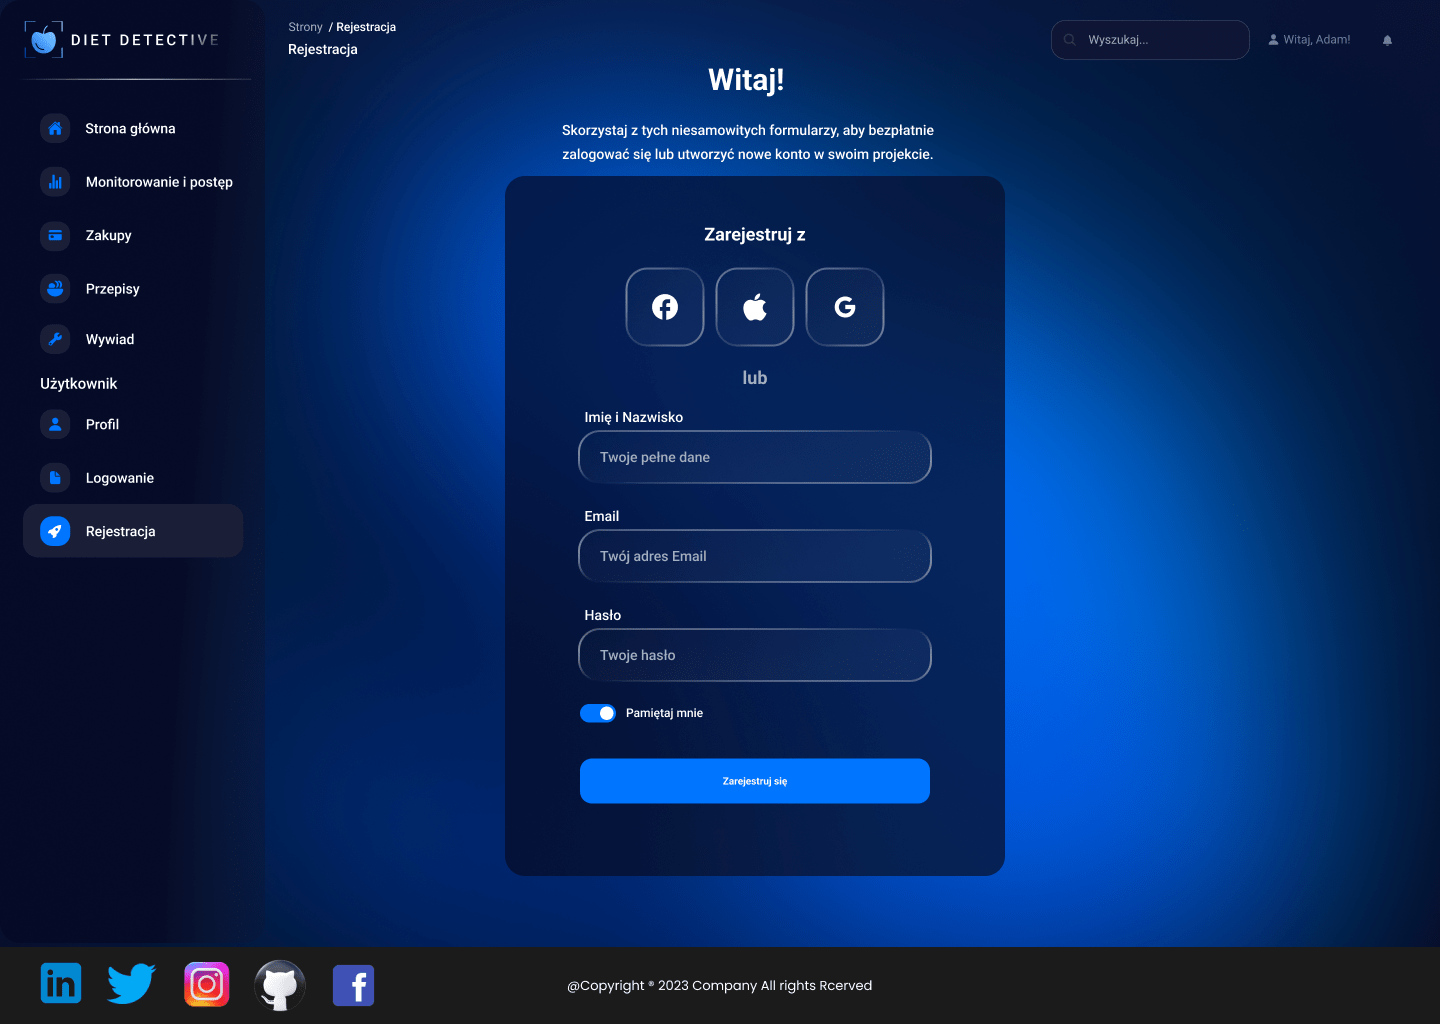 DIET DETECTIVE
Strona główna
Monitorowanie i postęp
Zakupy
Przepisy
Wywiad
Użytkownik
Profil
Logowanie
Rejestracja
Strony / Rejestracja
Rejestracja
Wyszukaj...
Witaj, Adam!
Witaj!
Skorzystaj z tych niesamowitych formularzy, aby bezpłatnie
zalogować się lub utworzyć nowe konto w swoim projekcie.
Zarejestruj z
lub
Imię i Nazwisko
Twoje pełne dane
Email
Twój adres Email
Hasło
Twoje hasło
Pamiętaj mnie
Zarejestruj się
@Copyright ® 2023 Company All rights Rcerved